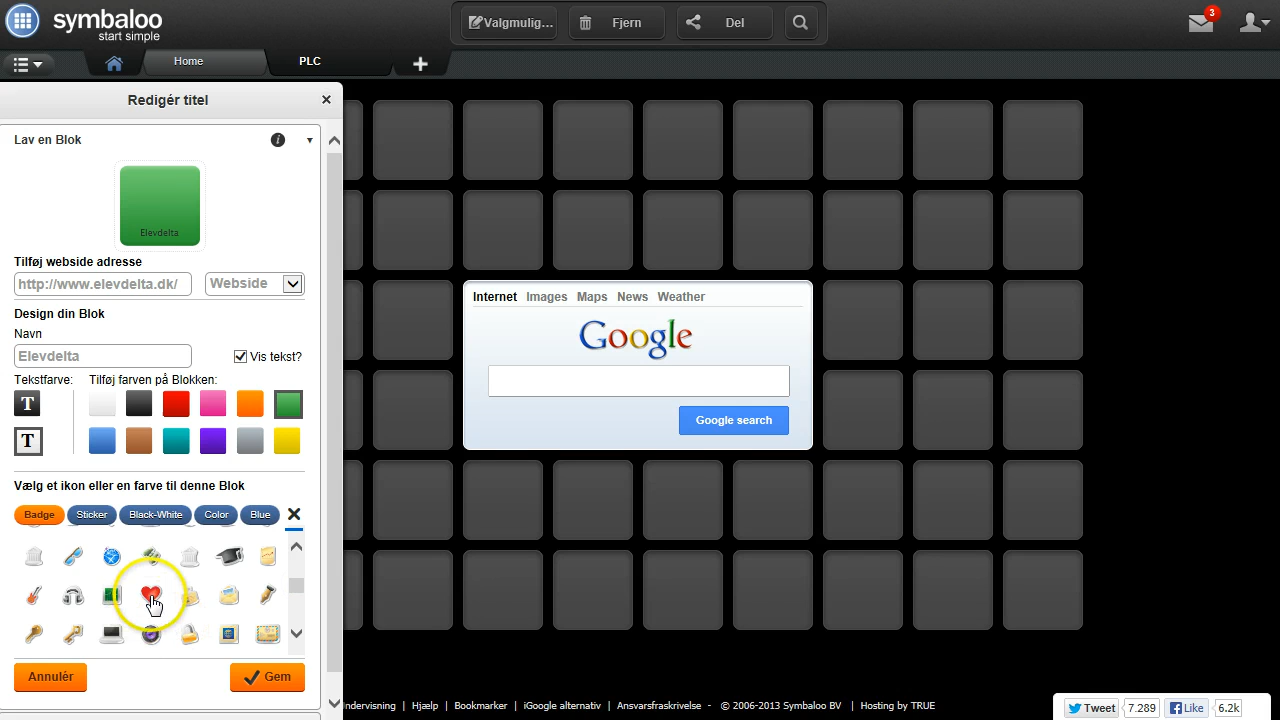 symbaloo
start simple
Valgmulig...
Fjern
Del
3
Home
PLC
Redigér titel
Lav en Blok
Elevdelta
Tilføj webside adresse
http://www.elevdelta.dk/
Webside
Design din Blok
Navn
Elevdelta
Vis tekst?
Tekstfarve:
Tilføj farven på Blokken:
T
T
Vælg et ikon eller en farve til denne Blok
Badge
Sticker
Black-White
Color
Blue
Annulér
Gem
Internet Images Maps News Weather
Google
Google search
ndervisning | Hjælp | Bookmarker | iGoogle alternativ | Ansvarsfraskrivelse - © 2006-2013 Symbaloo BV | Hosting by TRUE
Tweet 7.289
Like 6.2k